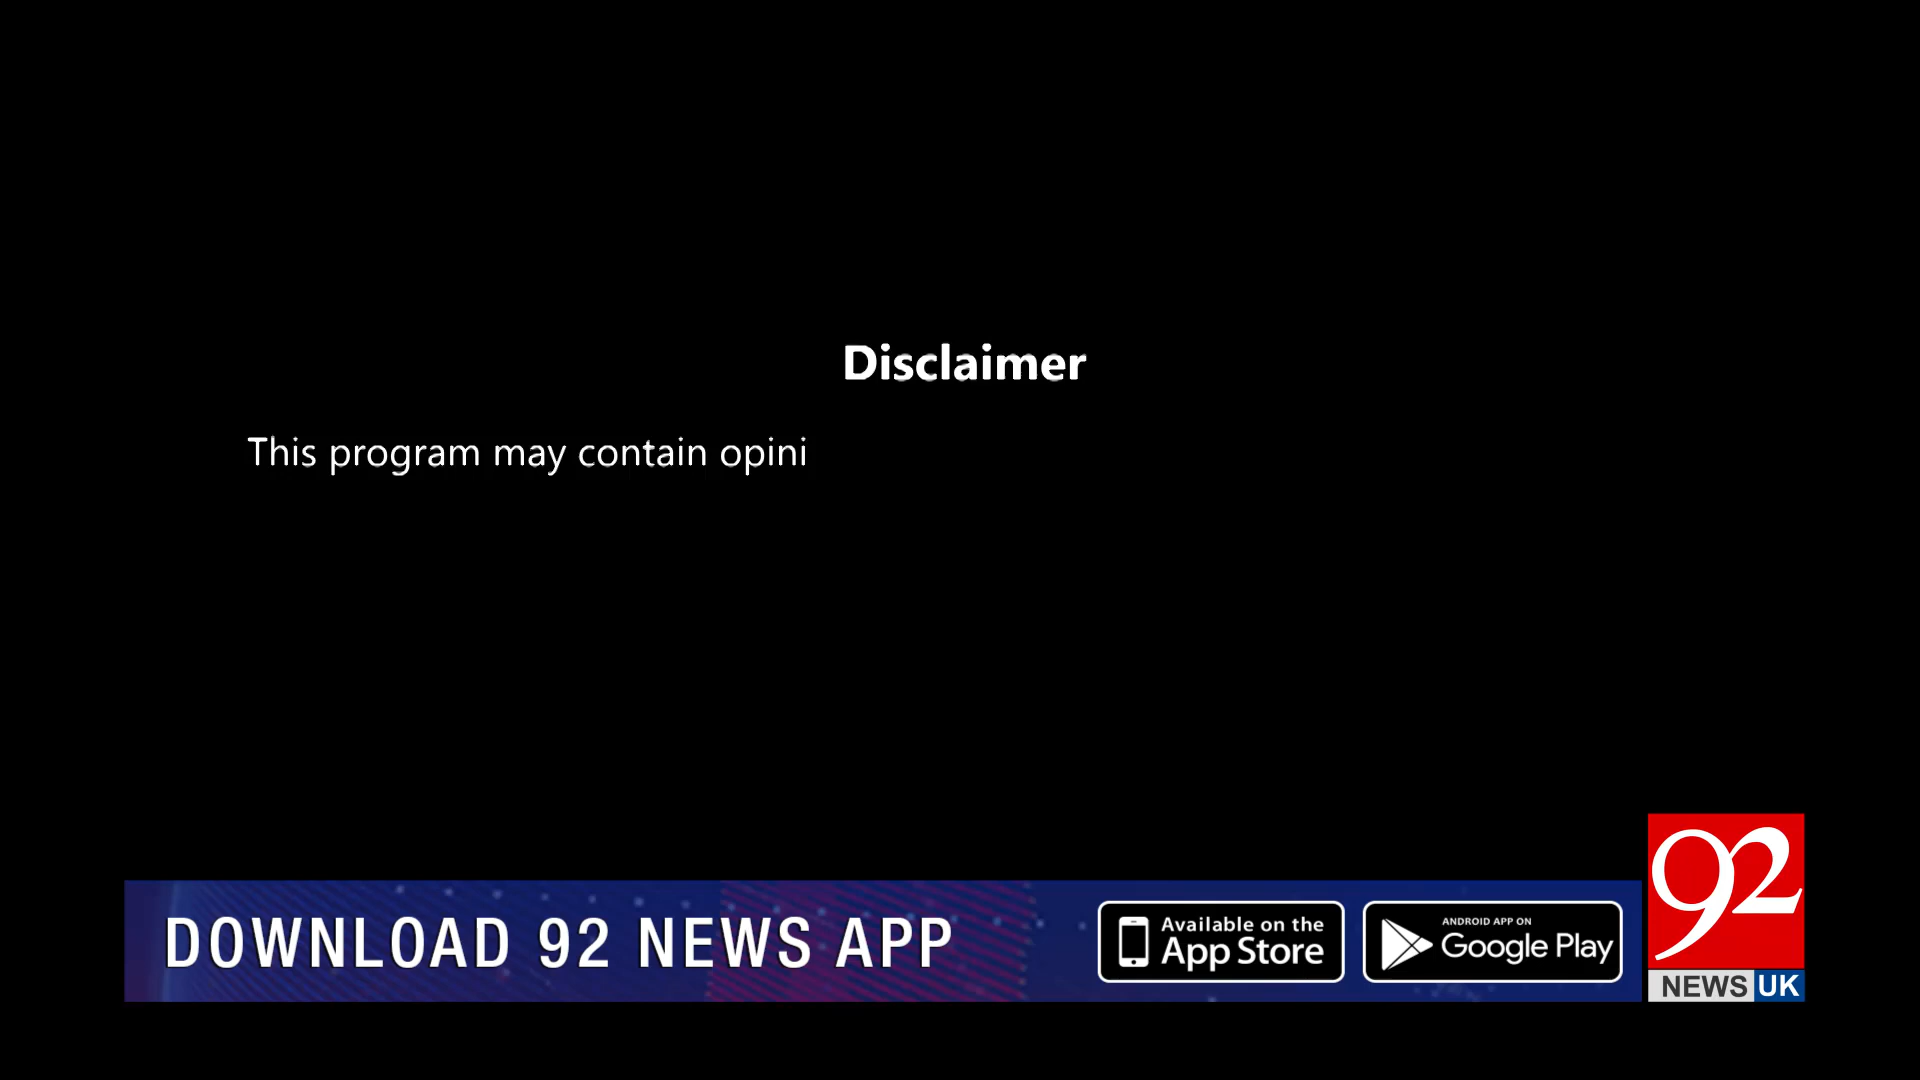 Disclaimer
This program may contain opini
DOWNLOAD 92 NEWS APP
Available on the
App Store
ANDROID APP ON
Google Play
92
NEWS UK